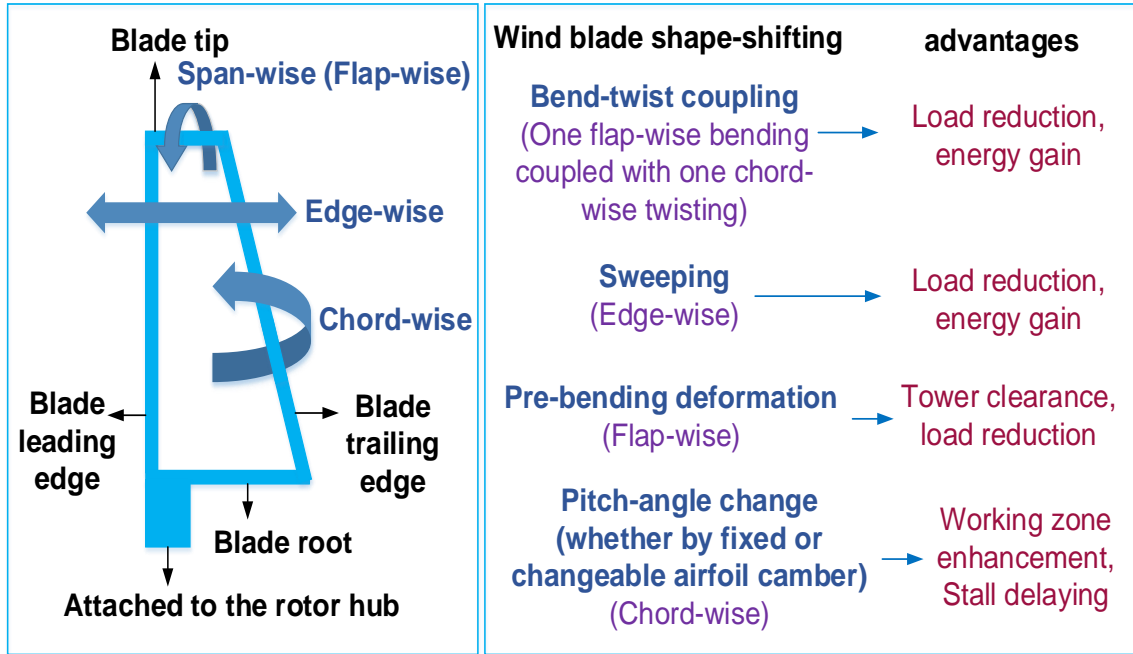 Blade tip
Span-wise (Flap-wise)
Edge-wise
Chord-wise
Blade
leading
edge
Blade
trailing
edge
Blade root
Attached to the rotor hub
Wind blade shape-shifting
advantages
Bend-twist coupling
(One flap-wise bending
coupled with one chord-
wise twisting)
Load reduction,
energy gain
Sweeping
(Edge-wise)
Load reduction,
energy gain
Pre-bending deformation
(Flap-wise)
Tower clearance,
load reduction
Pitch-angle change
(whether by fixed or
changeable airfoil camber)
(Chord-wise)
Working zone
enhancement,
Stall delaying